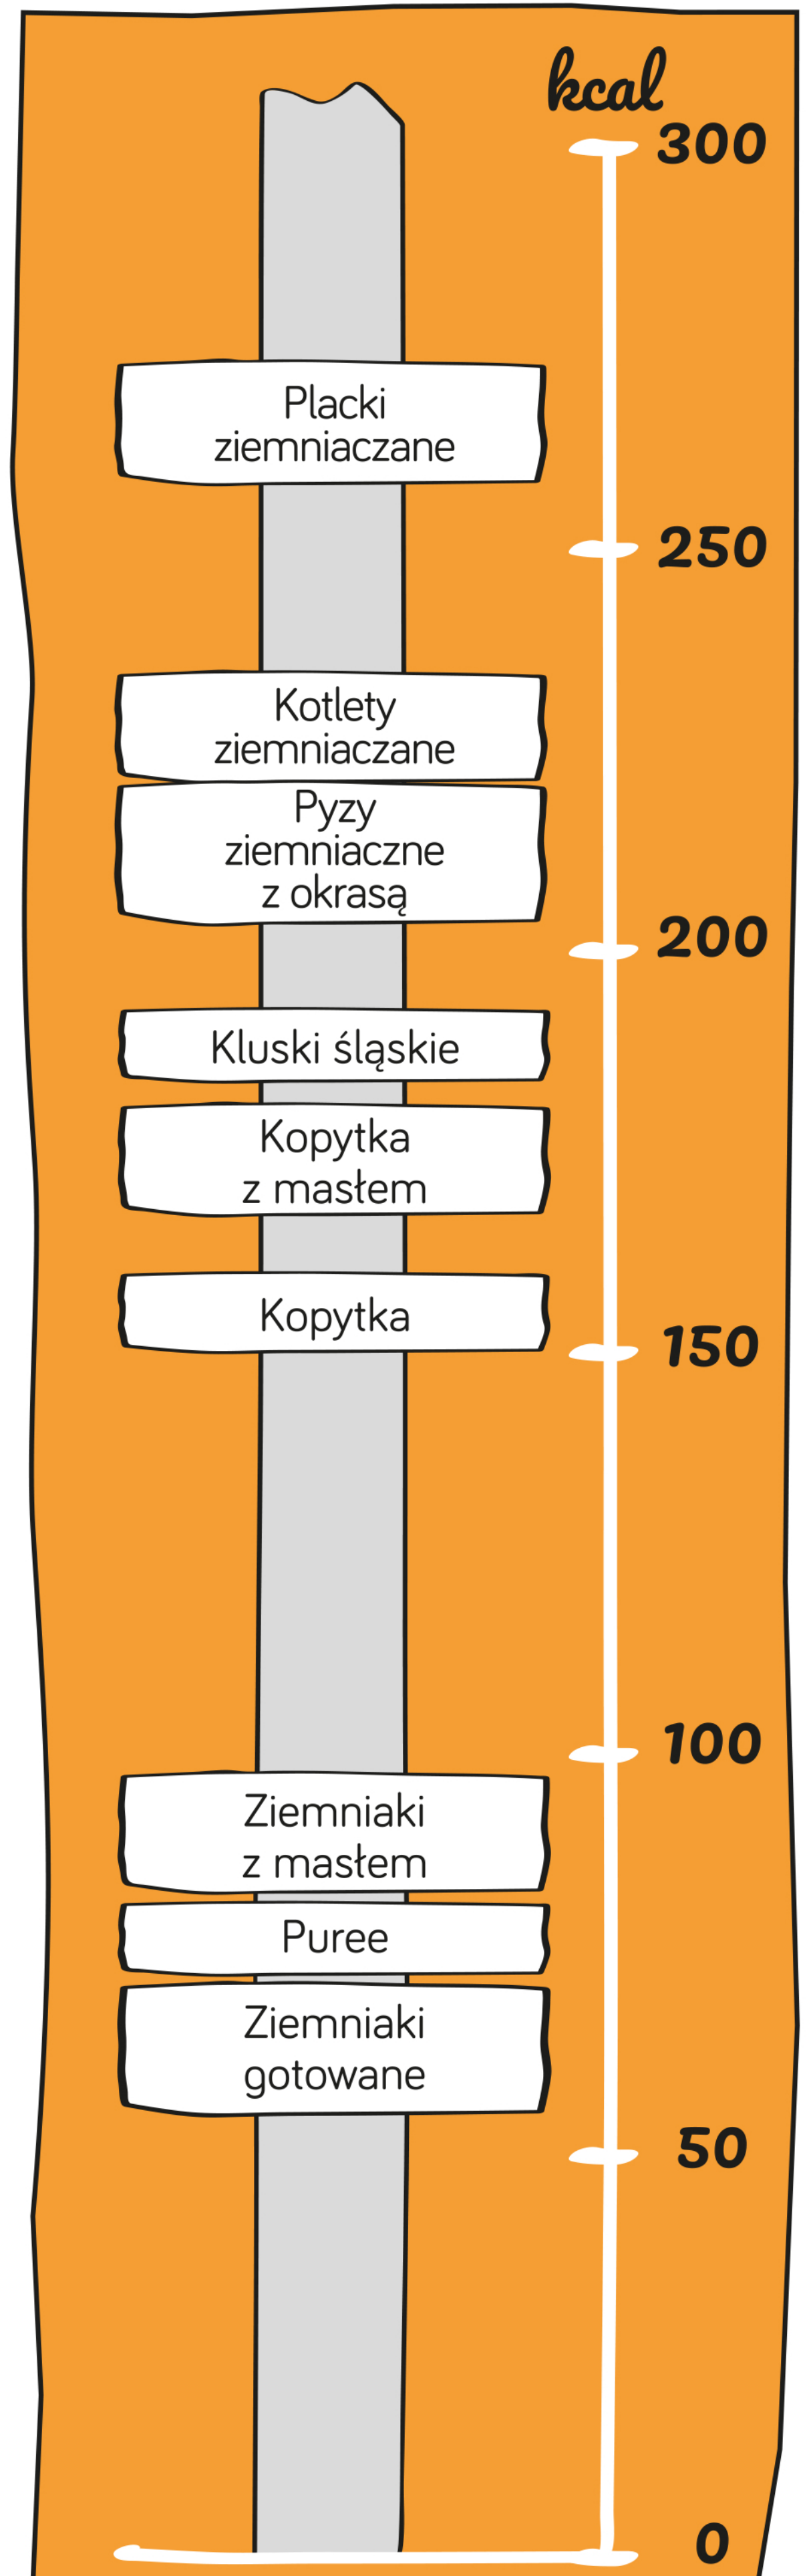 kcal
300
Placki
ziemniaczane
250
Kotlety
ziemniaczane
Pyzy
ziemniaczne
z okrasą
200
Kluski śląskie
Kopytka
z masłem
Kopytka
150
100
Ziemniaki
z masłem
Puree
Ziemniaki
gotowane
50
0